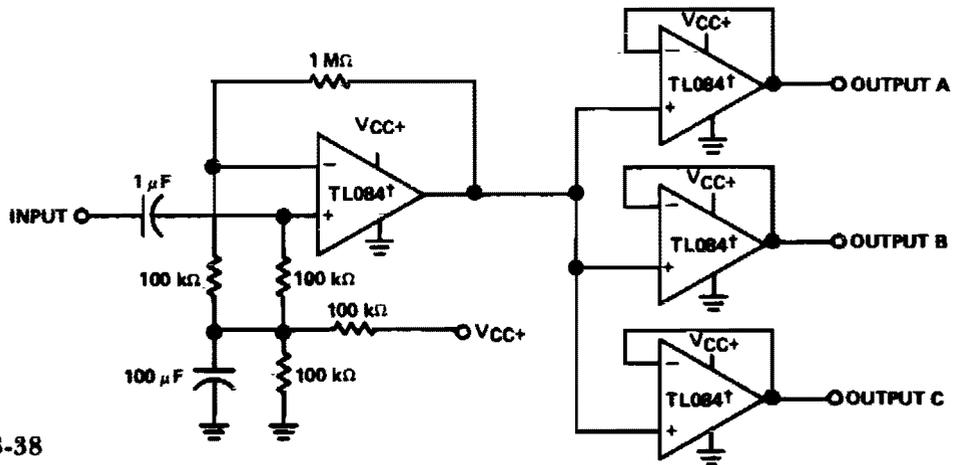 VCC+
TL084†
OUTPUT A
1 MΩ
VCC+
TL084†
1 μF
INPUT
100 kΩ
100 kΩ
100 kΩ
VCC+
100 μF
100 kΩ
VCC+
TL084†
OUTPUT B
VCC+
TL084†
OUTPUT C
-38